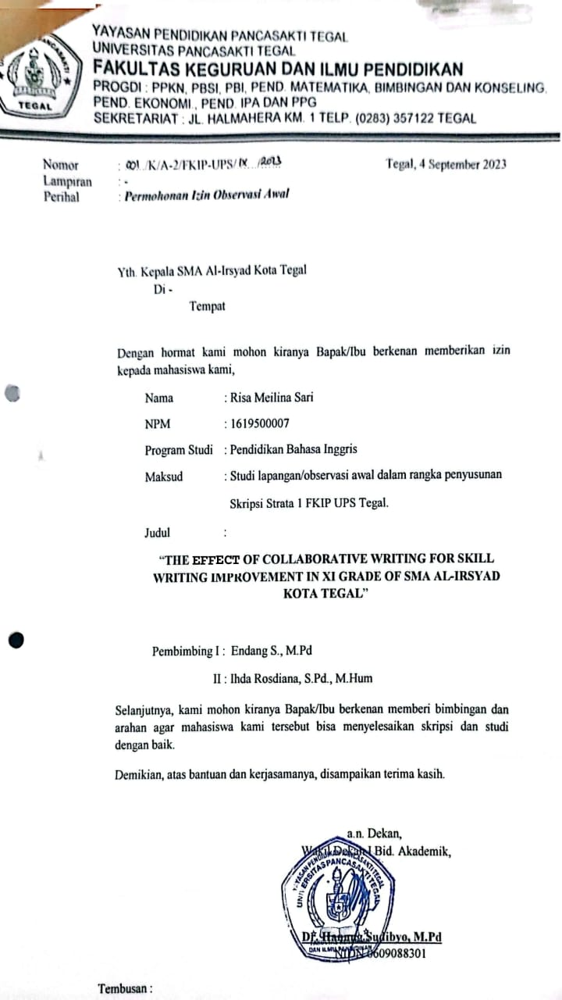 YAYASAN PENDIDIKAN PANCASAKTI TEGAL
UNIVERSITAS PANCASAKTI TEGAL
FAKULTAS KEGURUAN DAN ILMU PENDIDIKAN
PROGDI : PPKN, PBSI, PBI, PEND. MATEMATIKA, BIMBINGAN DAN KONSELING,
PEND. EKONOMI., PEND. IPA DAN PPG
SEKRETARIAT : JL. HALMAHERA KM. 1 TELP. (0283) 357122 TEGAL
TEGAL
Nomor : 001./K/A-2/FKIP-UPS/IX.../2023 Tegal, 4 September 2023
Lampiran : -
Perihal : Permohonan Izin Observasi Awal
Yth. Kepala SMA Al-Irsyad Kota Tegal
Di -
Tempat
Dengan hormat kami mohon kiranya Bapak/Ibu berkenan memberikan izin
kepada mahasiswa kami,
Nama : Risa Meilina Sari
NPM : 1619500007
Program Studi : Pendidikan Bahasa Inggris
Maksud : Studi lapangan/observasi awal dalam rangka penyusunan
Skripsi Strata 1 FKIP UPS Tegal.
Judul :
“THE EFFECT OF COLLABORATIVE WRITING FOR SKILL
WRITING IMPROVEMENT IN XI GRADE OF SMA AL-IRSYAD
KOTA TEGAL”
Pembimbing I : Endang S., M.Pd
II : Ihda Rosdiana, S.Pd., M.Hum
Selanjutnya, kami mohon kiranya Bapak/Ibu berkenan memberi bimbingan dan
arahan agar mahasiswa kami tersebut bisa menyelesaikan skripsi dan studi
dengan baik.
Demikian, atas bantuan dan kerjasamanya, disampaikan terima kasih.
a.n. Dekan,
Wakil Dekan I Bid. Akademik,
YAYASAN PENDIDIKAN PANCASAKTI TEGAL
UNIVERSITAS PANCASAKTI TEGAL
Dr. Hanung Sudibyo, M.Pd
DAN ILMU PENDIDIKAN
NIDN 0609088301
Tembusan :